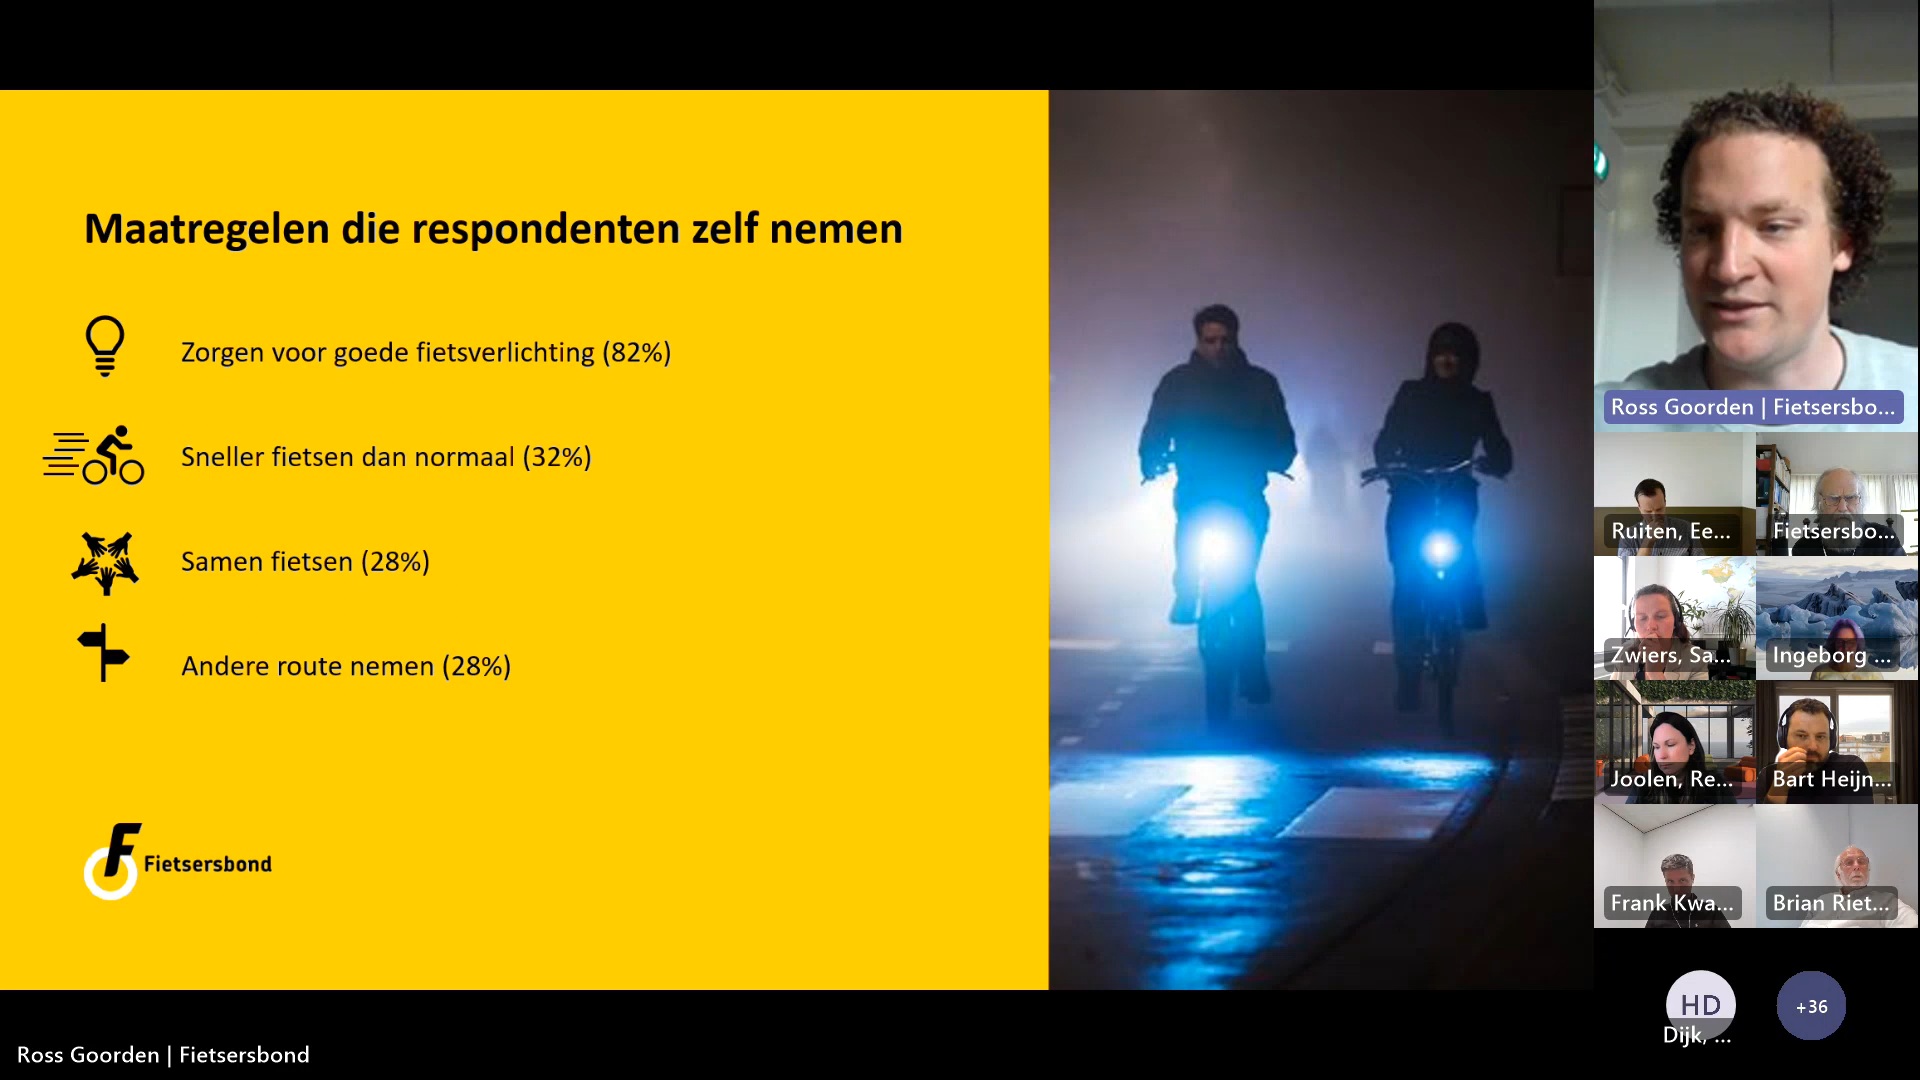 Maatregelen die respondenten zelf nemen
Zorgen voor goede fietsverlichting (82%)
Sneller fietsen dan normaal (32%)
Samen fietsen (28%)
Andere route nemen (28%)
Fietsersbond
Ross Goorden | Fietsersbo...
Ruiten, Ee...
Fietsersbo...
Zwiers, Sa...
Ingeborg ...
Joolen, Re...
Bart Heijn...
Frank Kwa...
Brian Riet...
HD
Dijk, ...
+36
Ross Goorden | Fietsersbond